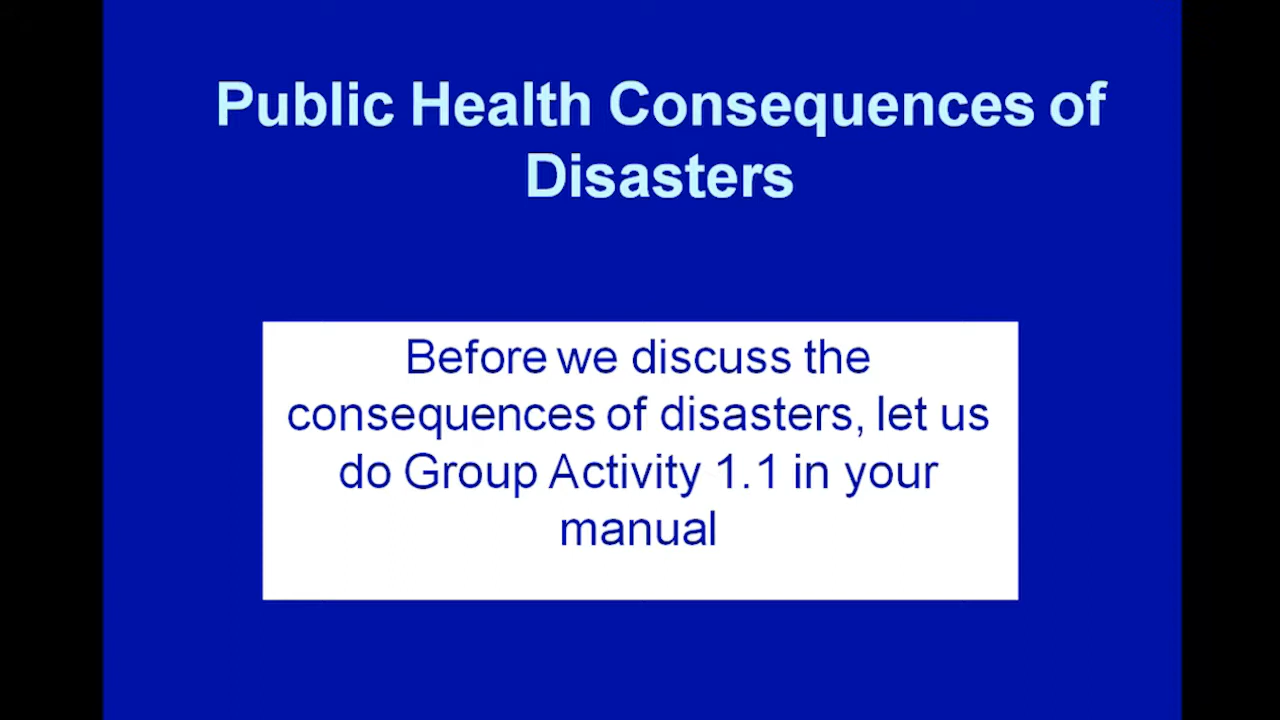 Public Health Consequences of
Disasters
Before we discuss the
consequences of disasters, let us
do Group Activity 1.1 in your
manual